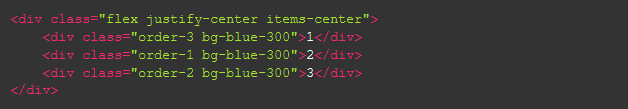 <div class="flex justify-center items-center">
    <div class="order-3 bg-blue-300">1</div>
    <div class="order-1 bg-blue-300">2</div>
    <div class="order-2 bg-blue-300">3</div>
</div>